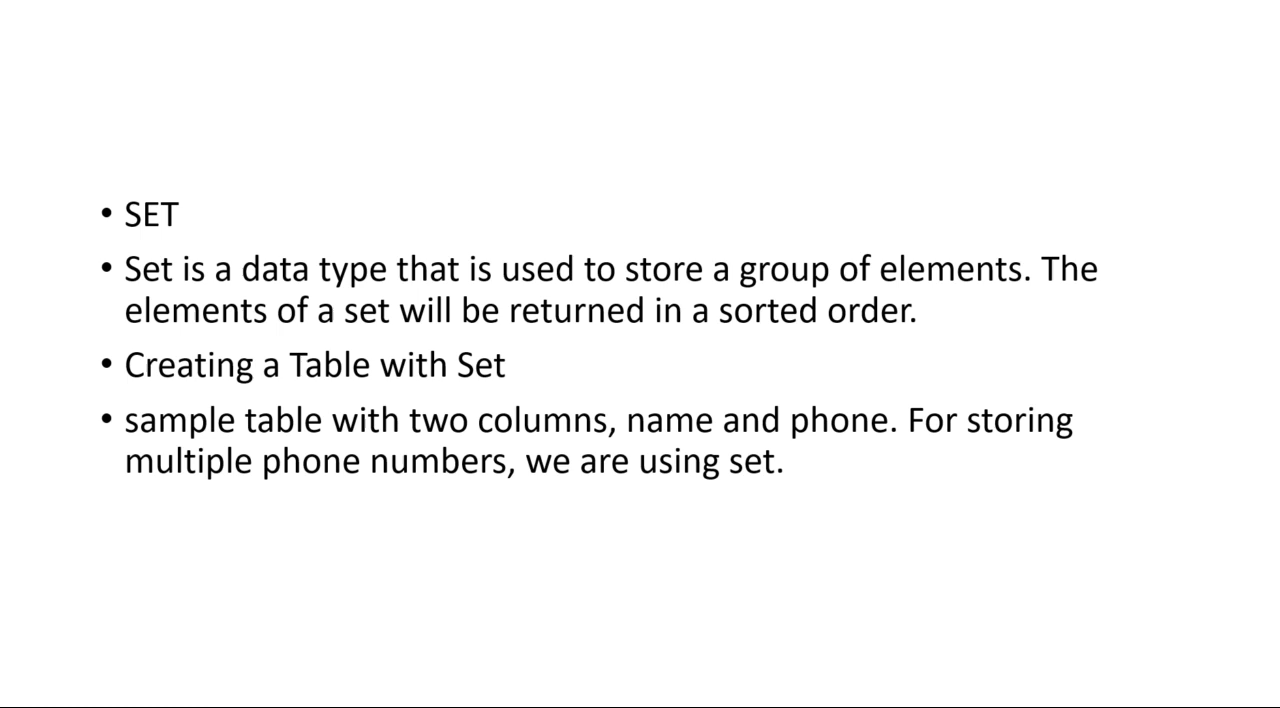 • SET
• Set is a data type that is used to store a group of elements. The
elements of a set will be returned in a sorted order.
• Creating a Table with Set
• sample table with two columns, name and phone. For storing
multiple phone numbers, we are using set.